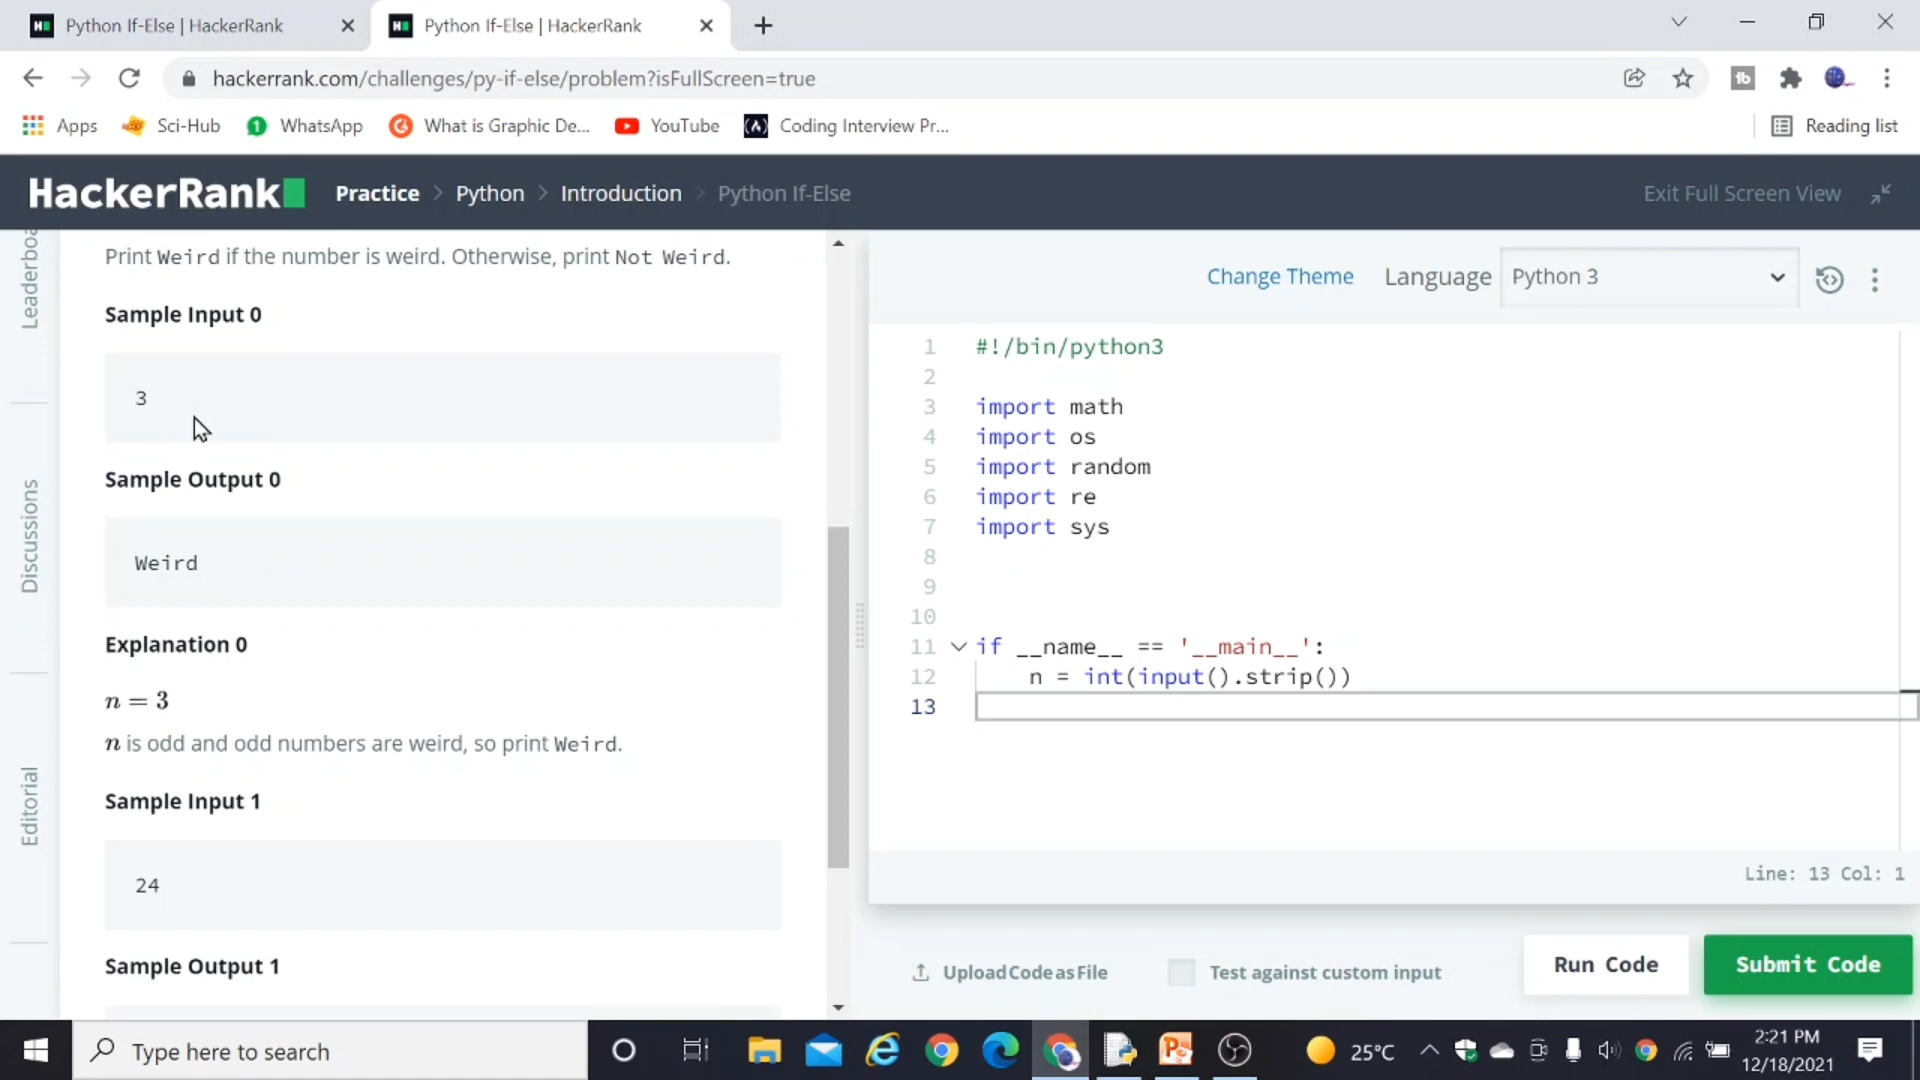 Python If-Else | HackerRank
Python If-Else | HackerRank
hackerrank.com/challenges/py-if-else/problem?isFullScreen=true
Apps
Sci-Hub
WhatsApp
What is Graphic De...
YouTube
Coding Interview Pr...
Reading list
HackerRank
Practice > Python > Introduction > Python If-Else
Exit Full Screen View
Leaderboa
Discussions
Editorial
Print Weird if the number is weird. Otherwise, print Not Weird.
Sample Input 0
3
Sample Output 0
Weird
Explanation 0
n = 3
n is odd and odd numbers are weird, so print Weird.
Sample Input 1
24
Sample Output 1
Change Theme
Language
Python 3
1 #!/bin/python3
2
3 import math
4 import os
5 import random
6 import re
7 import sys
8
9
10
11 if __name__ == '__main__':
12 n = int(input().strip())
13
Line: 13 Col: 1
Upload Code as File
Test against custom input
Run Code
Submit Code
Type here to search
25°C
2:21 PM
12/18/2021